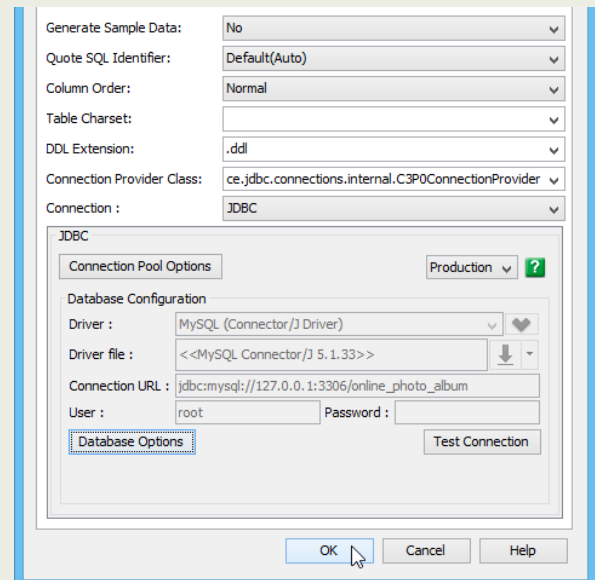 Generate Sample Data: No
Quote SQL Identifier: Default(Auto)
Column Order: Normal
Table Charset:
DDL Extension: .ddl
Connection Provider Class: ce.jdbc.connections.internal.C3P0ConnectionProvider
Connection : JDBC
JDBC
Connection Pool Options Production ?
Database Configuration
Driver : MySQL (Connector/J Driver)
Driver file : <<MySQL Connector/J 5.1.33>>
Connection URL : jdbc:mysql://127.0.0.1:3306/online_photo_album
User : root Password :
Database Options Test Connection
OK Cancel Help